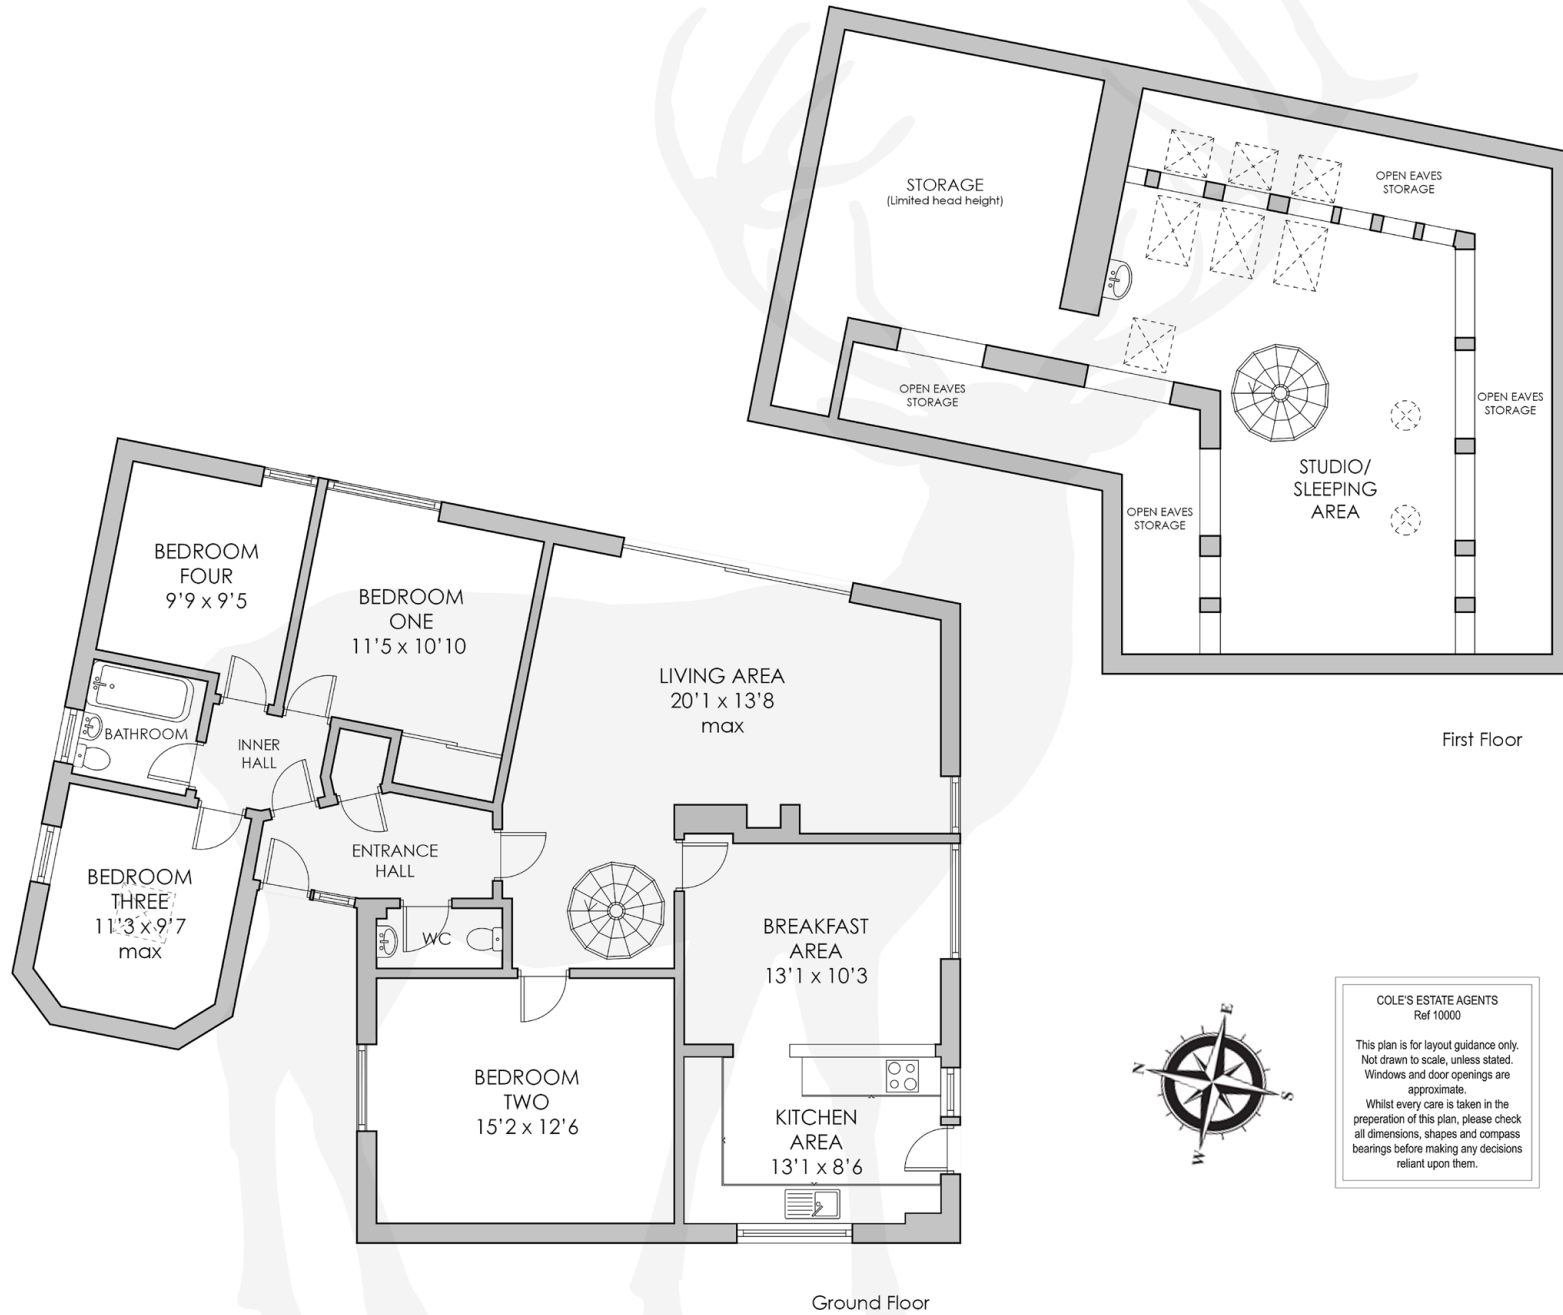 STORAGE
(Limited head height)
OPEN EAVES
STORAGE
OPEN EAVES
STORAGE
OPEN EAVES
STORAGE
STUDIO/
SLEEPING
AREA
OPEN EAVES
STORAGE
First Floor
BEDROOM
FOUR
9'9 x 9'5
BEDROOM
ONE
11'5 x 10'10
LIVING AREA
20'1 x 13'8
max
BATHROOM
INNER
HALL
ENTRANCE
HALL
BEDROOM
THREE
11'3 x 9'7
max
WC
BREAKFAST
AREA
13'1 x 10'3
BEDROOM
TWO
15'2 x 12'6
KITCHEN
AREA
13'1 x 8'6
Ground Floor
E
N
S
W
COLE'S ESTATE AGENTS
Ref 10000
This plan is for layout guidance only.
Not drawn to scale, unless stated.
Windows and door openings are
approximate.
Whilst every care is taken in the
preperation of this plan, please check
all dimensions, shapes and compass
bearings before making any decisions
reliant upon them.